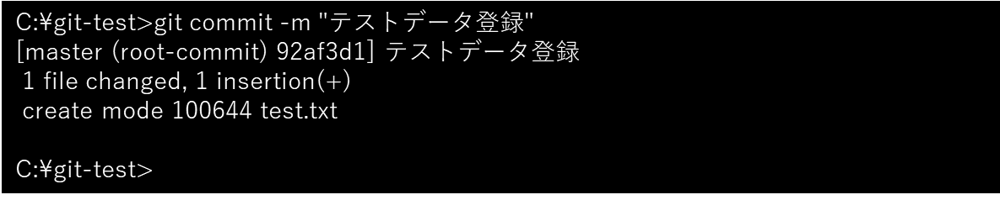 C:¥git-test>git commit -m "テストデータ登録"
[master (root-commit) 92af3d1] テストデータ登録
1 file changed, 1 insertion(+)
create mode 100644 test.txt
C:¥git-test>